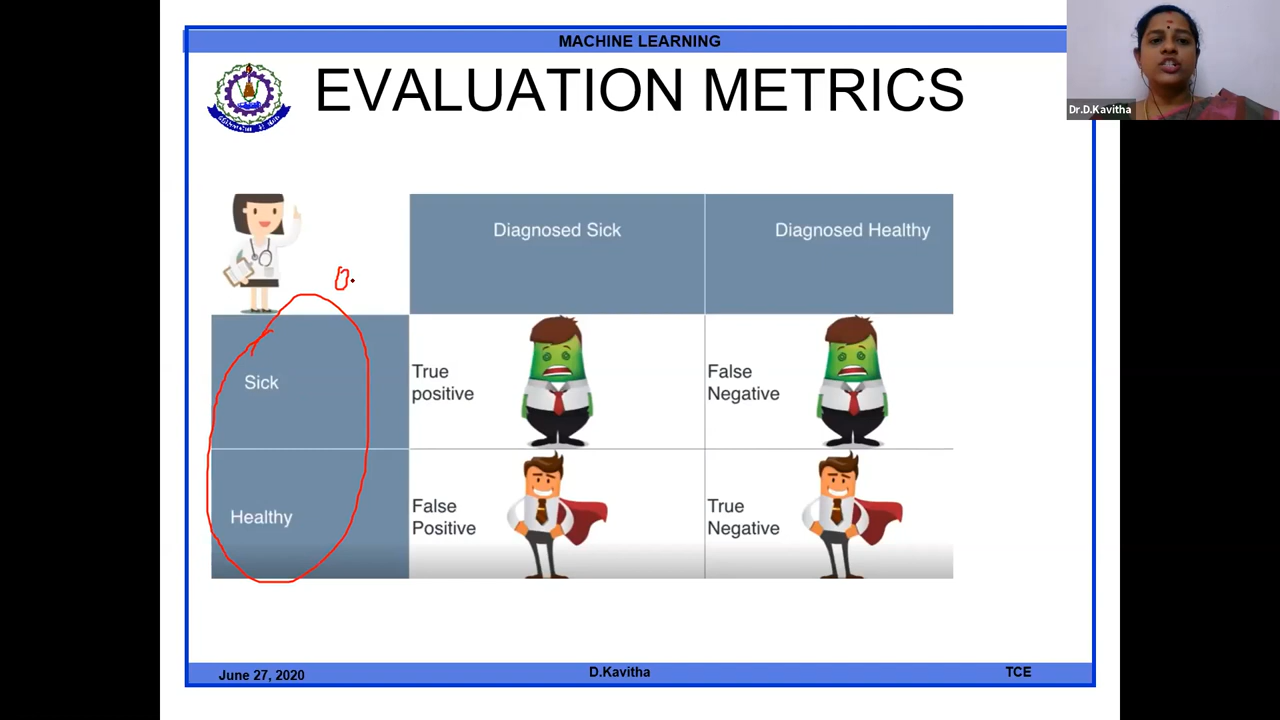 MACHINE LEARNING
EVALUATION METRICS
Dr.D.Kavitha
Diagnosed Sick
Diagnosed Healthy
Sick
True
positive
False
Negative
Healthy
False
Positive
True
Negative
June 27, 2020
D.Kavitha
TCE